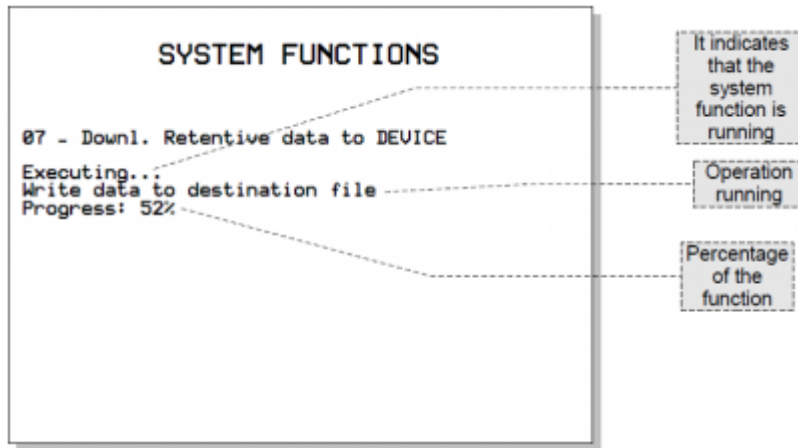 SYSTEM FUNCTIONS
07 - Downl. Retentive data to DEVICE
Executing...
Write data to destination file
Progress: 52%
It indicates
that the
system
function is
running
Operation
running
Percentage
of the
function